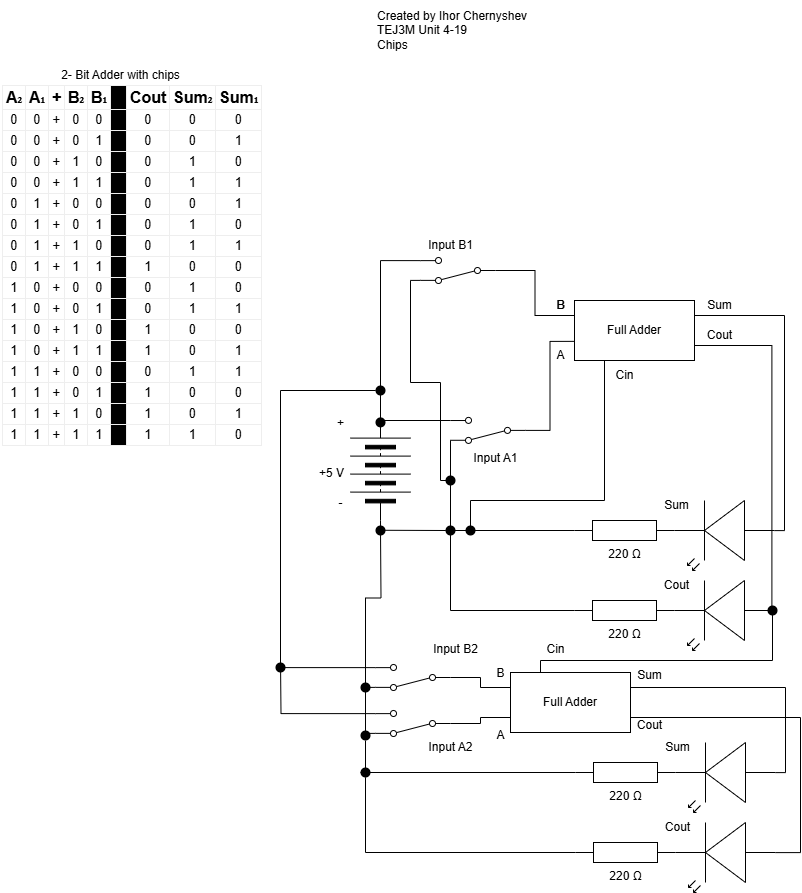 Created by Ihor Chernyshev
TEJ3M Unit 4-19
Chips
2- Bit Adder with chips
A₂ A₁ + B₂ B₁ Cout Sum₂ Sum₁
0 0 + 0 0 0 0 0
0 0 + 0 1 0 0 1
0 0 + 1 0 0 1 0
0 0 + 1 1 0 1 1
0 1 + 0 0 0 0 1
0 1 + 0 1 0 1 0
0 1 + 1 0 0 1 1
0 1 + 1 1 1 0 0
1 0 + 0 0 0 1 0
1 0 + 0 1 0 1 1
1 0 + 1 0 1 0 0
1 0 + 1 1 1 0 1
1 1 + 0 0 0 1 1
1 1 + 0 1 1 0 0
1 1 + 1 0 1 0 1
1 1 + 1 1 1 1 0
Input B1
B
Sum
Full Adder
Cout
A
Cin
+
Input A1
+5 V
-
Sum
220 Ω
Cout
220 Ω
Input B2
Cin
B
Sum
Full Adder
Cout
A
Input A2
Sum
220 Ω
Cout
220 Ω